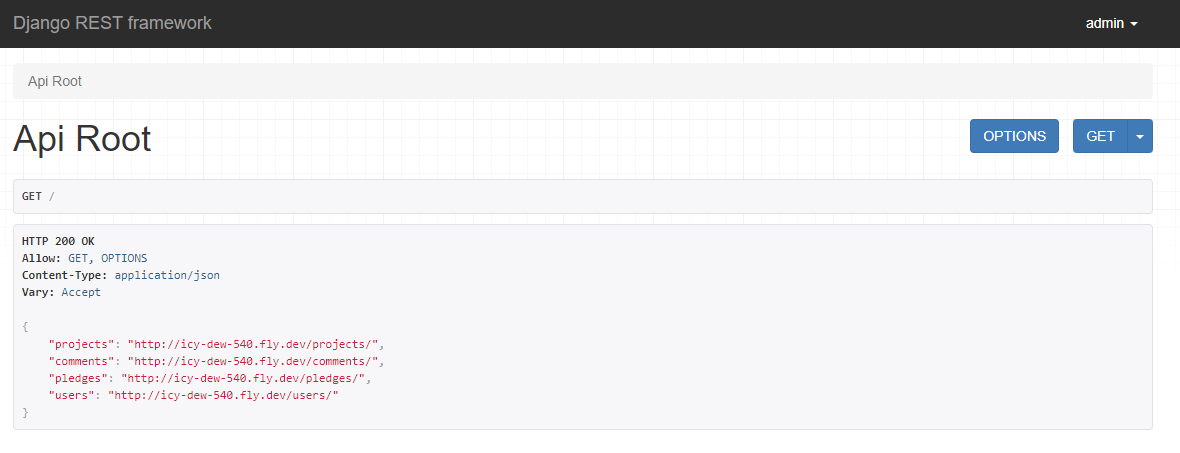 Django REST framework
admin
Api Root
Api Root
OPTIONS
GET
GET /
HTTP 200 OK
Allow: GET, OPTIONS
Content-Type: application/json
Vary: Accept
{
    "projects": "http://icy-dew-540.fly.dev/projects/",
    "comments": "http://icy-dew-540.fly.dev/comments/",
    "pledges": "http://icy-dew-540.fly.dev/pledges/",
    "users": "http://icy-dew-540.fly.dev/users/"
}